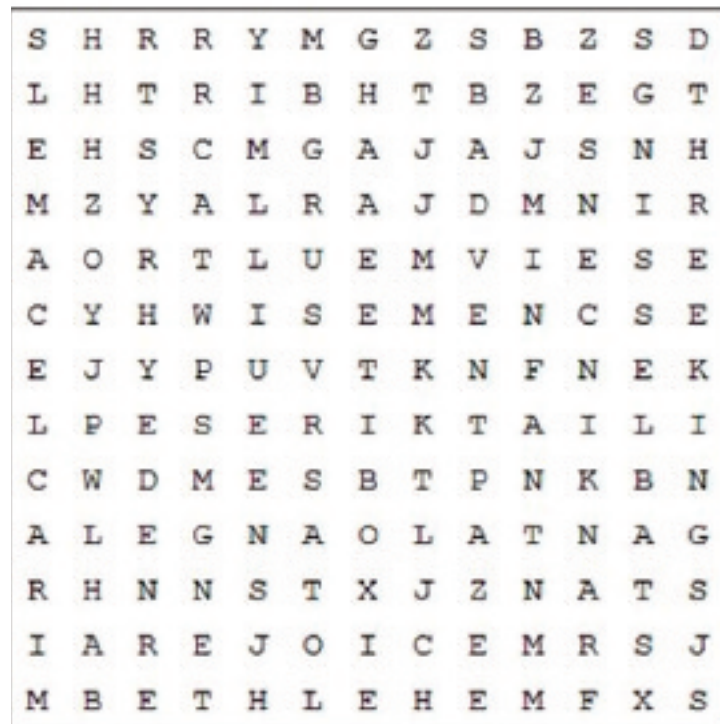 S H R R Y M G Z S B Z S D
L H T R I B H T B Z E G T
E H S C M G A J A J S N H
M Z Y A L R A J D M N I R
A O R T L U E M V I E S E
C Y H W I S E M E N C S E
E J Y P U V T K N F N E K
L P E S E R I K T A I L I
C W D M E S B T P N K B N
A L E G N A O L A T N A G
R H N N S T X J Z N A T S
I A R E J O I C E M R S J
M B E T H L E H E M F X S